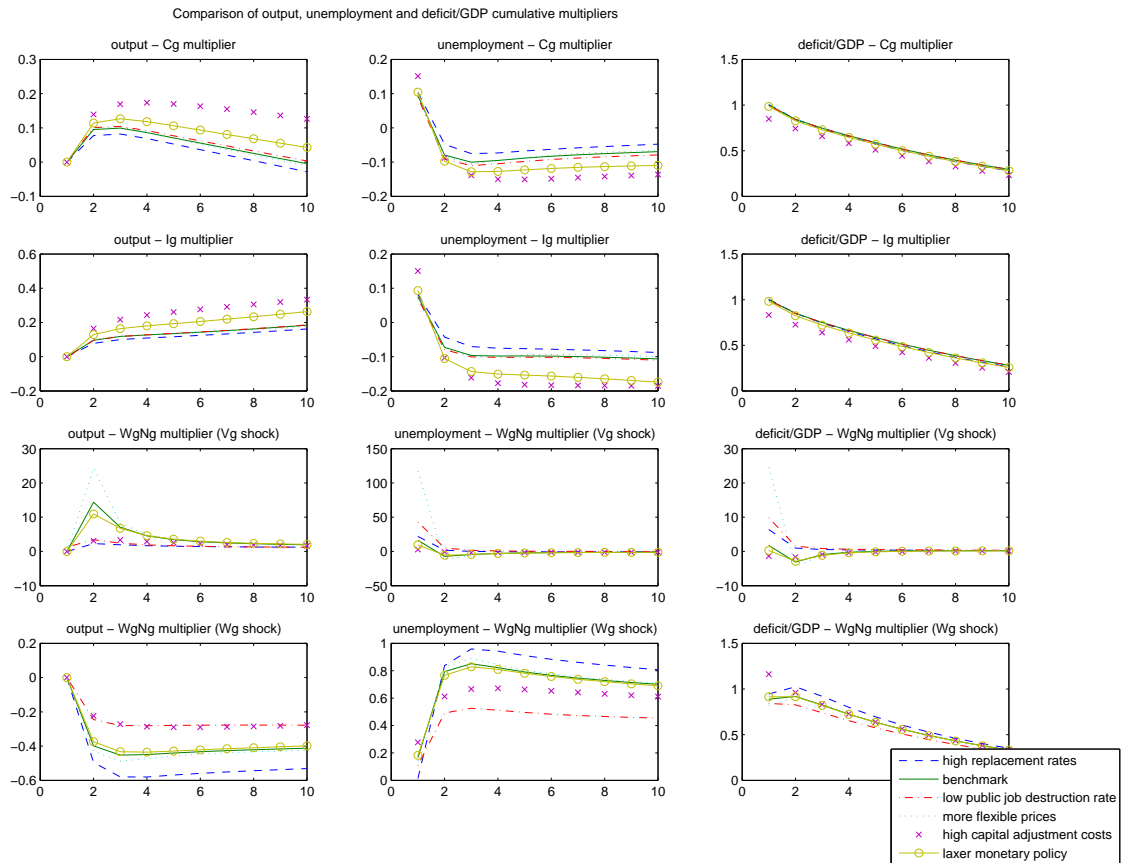 Comparison of output, unemployment and deficit/GDP cumulative multipliers
output – Cg multiplier
0.3
0.2
0.1
0
−0.1
0 2 4 6 8 10
unemployment – Cg multiplier
0.2
0.1
0
−0.1
−0.2
0 2 4 6 8 10
deficit/GDP – Cg multiplier
1.5
1
0.5
0
0 2 4 6 8 10
output – Ig multiplier
0.6
0.4
0.2
0
−0.2
0 2 4 6 8 10
unemployment – Ig multiplier
0.2
0.1
0
−0.1
−0.2
0 2 4 6 8 10
deficit/GDP – Ig multiplier
1.5
1
0.5
0
0 2 4 6 8 10
output – WgNg multiplier (Vg shock)
30
20
10
0
−10
0 2 4 6 8 10
unemployment – WgNg multiplier (Vg shock)
150
100
50
0
−50
0 2 4 6 8 10
deficit/GDP – WgNg multiplier (Vg shock)
30
20
10
0
−10
0 2 4 6 8 10
output – WgNg multiplier (Wg shock)
0.2
0
−0.2
−0.4
−0.6
0 2 4 6 8 10
unemployment – WgNg multiplier (Wg shock)
1
0.8
0.6
0.4
0.2
0
0 2 4 6 8 10
deficit/GDP – WgNg multiplier (Wg shock)
1.5
1
0.5
0
0 2 4
high replacement rates
benchmark
low public job destruction rate
more flexible prices
high capital adjustment costs
laxer monetary policy